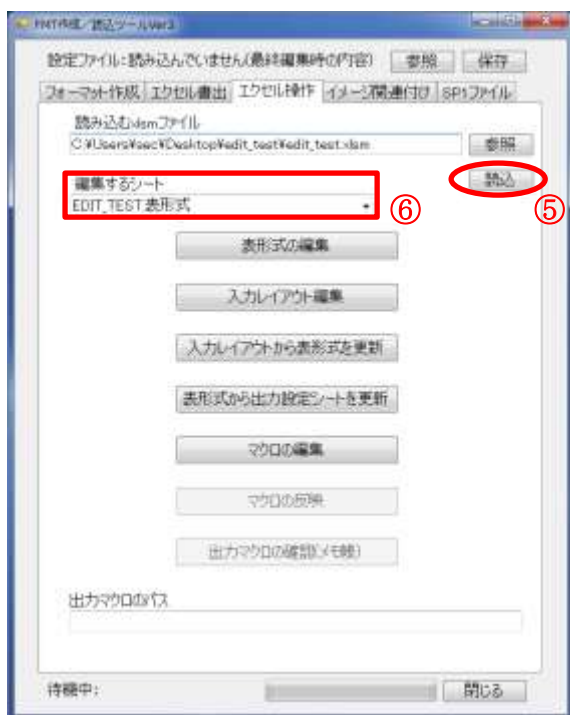 FMT作成／読込ツールVer3
設定ファイル:読み込んでいません(最終編集時の内容) 参照 保存
フォーマット作成 エクセル書出 エクセル操作 イメージ関連付け SP1ファイル
読み込むxlsmファイル
C:¥Users¥sec¥Desktop¥edit_test¥edit_test.xlsm 参照
編集するシート 読込
EDIT_TEST 表形式 ⑥ ⑤
表形式の編集
入力レイアウト編集
入力レイアウトから表形式を更新
表形式から出力設定シートを更新
マクロの編集
マクロの反映
出力マクロの確認(メモ帳)
出力マクロのパス
待機中: 閉じる